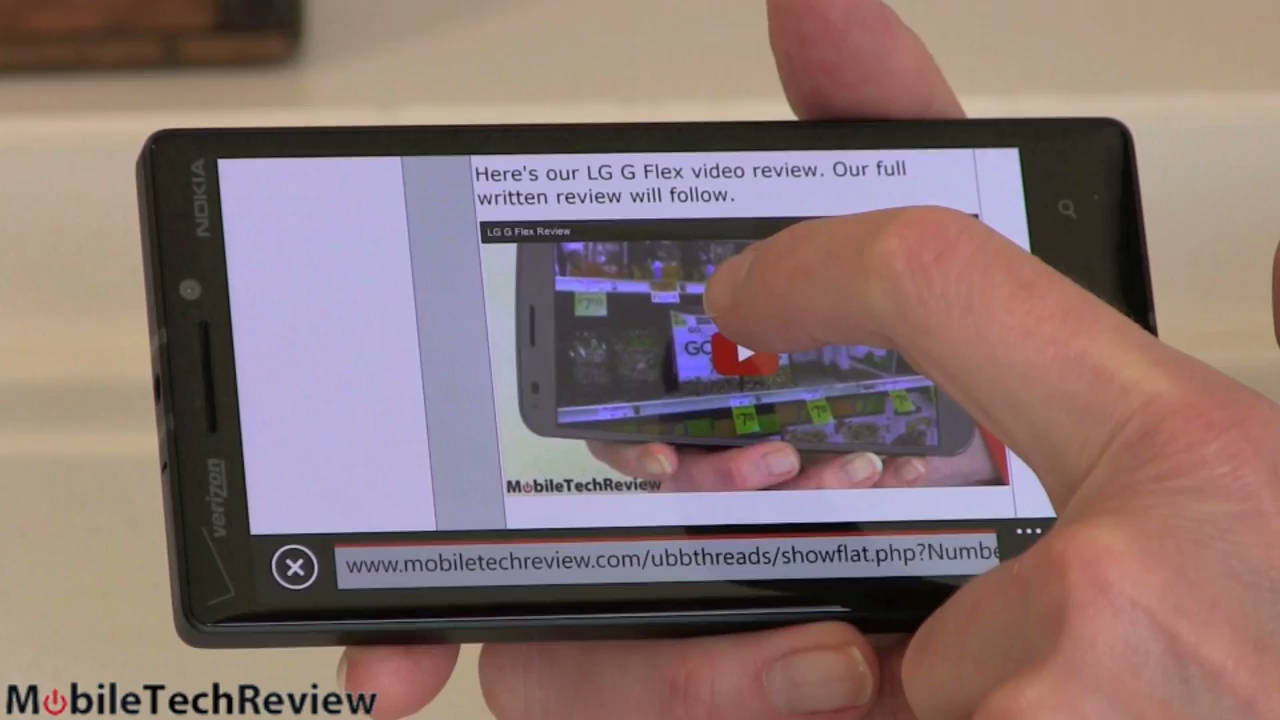 NOKIA
Here's our LG G Flex video review. Our full
written review will follow.
LG G Flex Review
GO
MobileTechReview
verizon
www.mobiletechreview.com/ubbthreads/showflat.php?Numbe
MobileTechReview